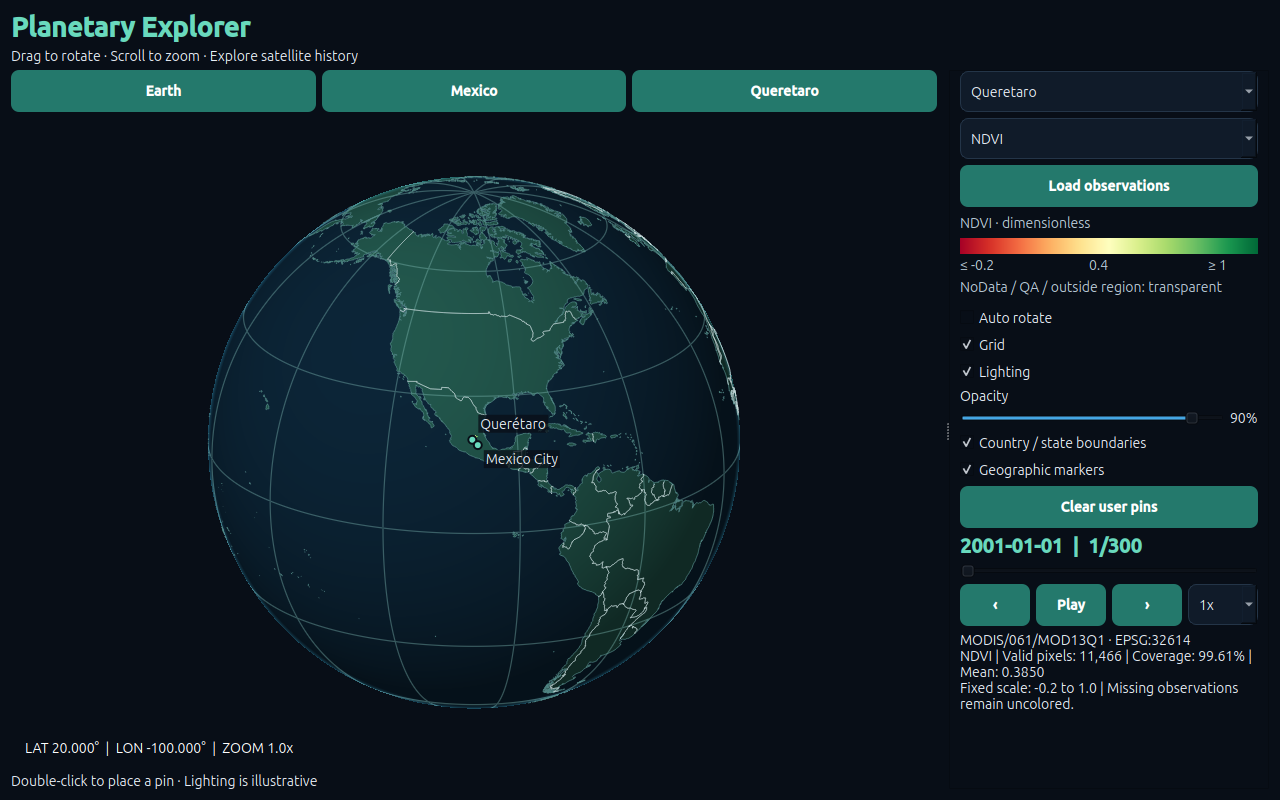 Planetary Explorer
Drag to rotate · Scroll to zoom · Explore satellite history
Earth
Mexico
Queretaro
Querétaro
Mexico City
LAT 20.000° | LON -100.000° | ZOOM 1.0x
Double-click to place a pin · Lighting is illustrative
Queretaro
NDVI
Load observations
NDVI · dimensionless
≤ -0.2 0.4 ≥ 1
NoData / QA / outside region: transparent
Auto rotate
✓ Grid
✓ Lighting
Opacity
90%
✓ Country / state boundaries
✓ Geographic markers
Clear user pins
2001-01-01 | 1/300
‹ Play › 1x
MODIS/061/MOD13Q1 · EPSG:32614
NDVI | Valid pixels: 11,466 | Coverage: 99.61% |
Mean: 0.3850
Fixed scale: -0.2 to 1.0 | Missing observations
remain uncolored.